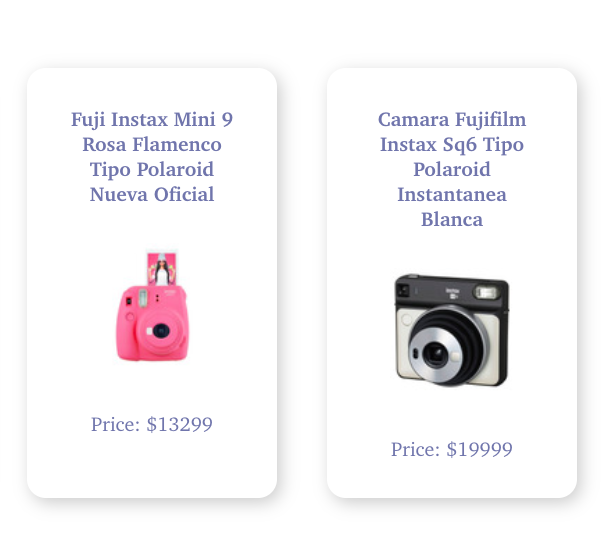 Fuji Instax Mini 9
Rosa Flamenco
Tipo Polaroid
Nueva Oficial
Price: $13299
Camara Fujifilm
Instax Sq6 Tipo
Polaroid
Instantanea
Blanca
Price: $19999